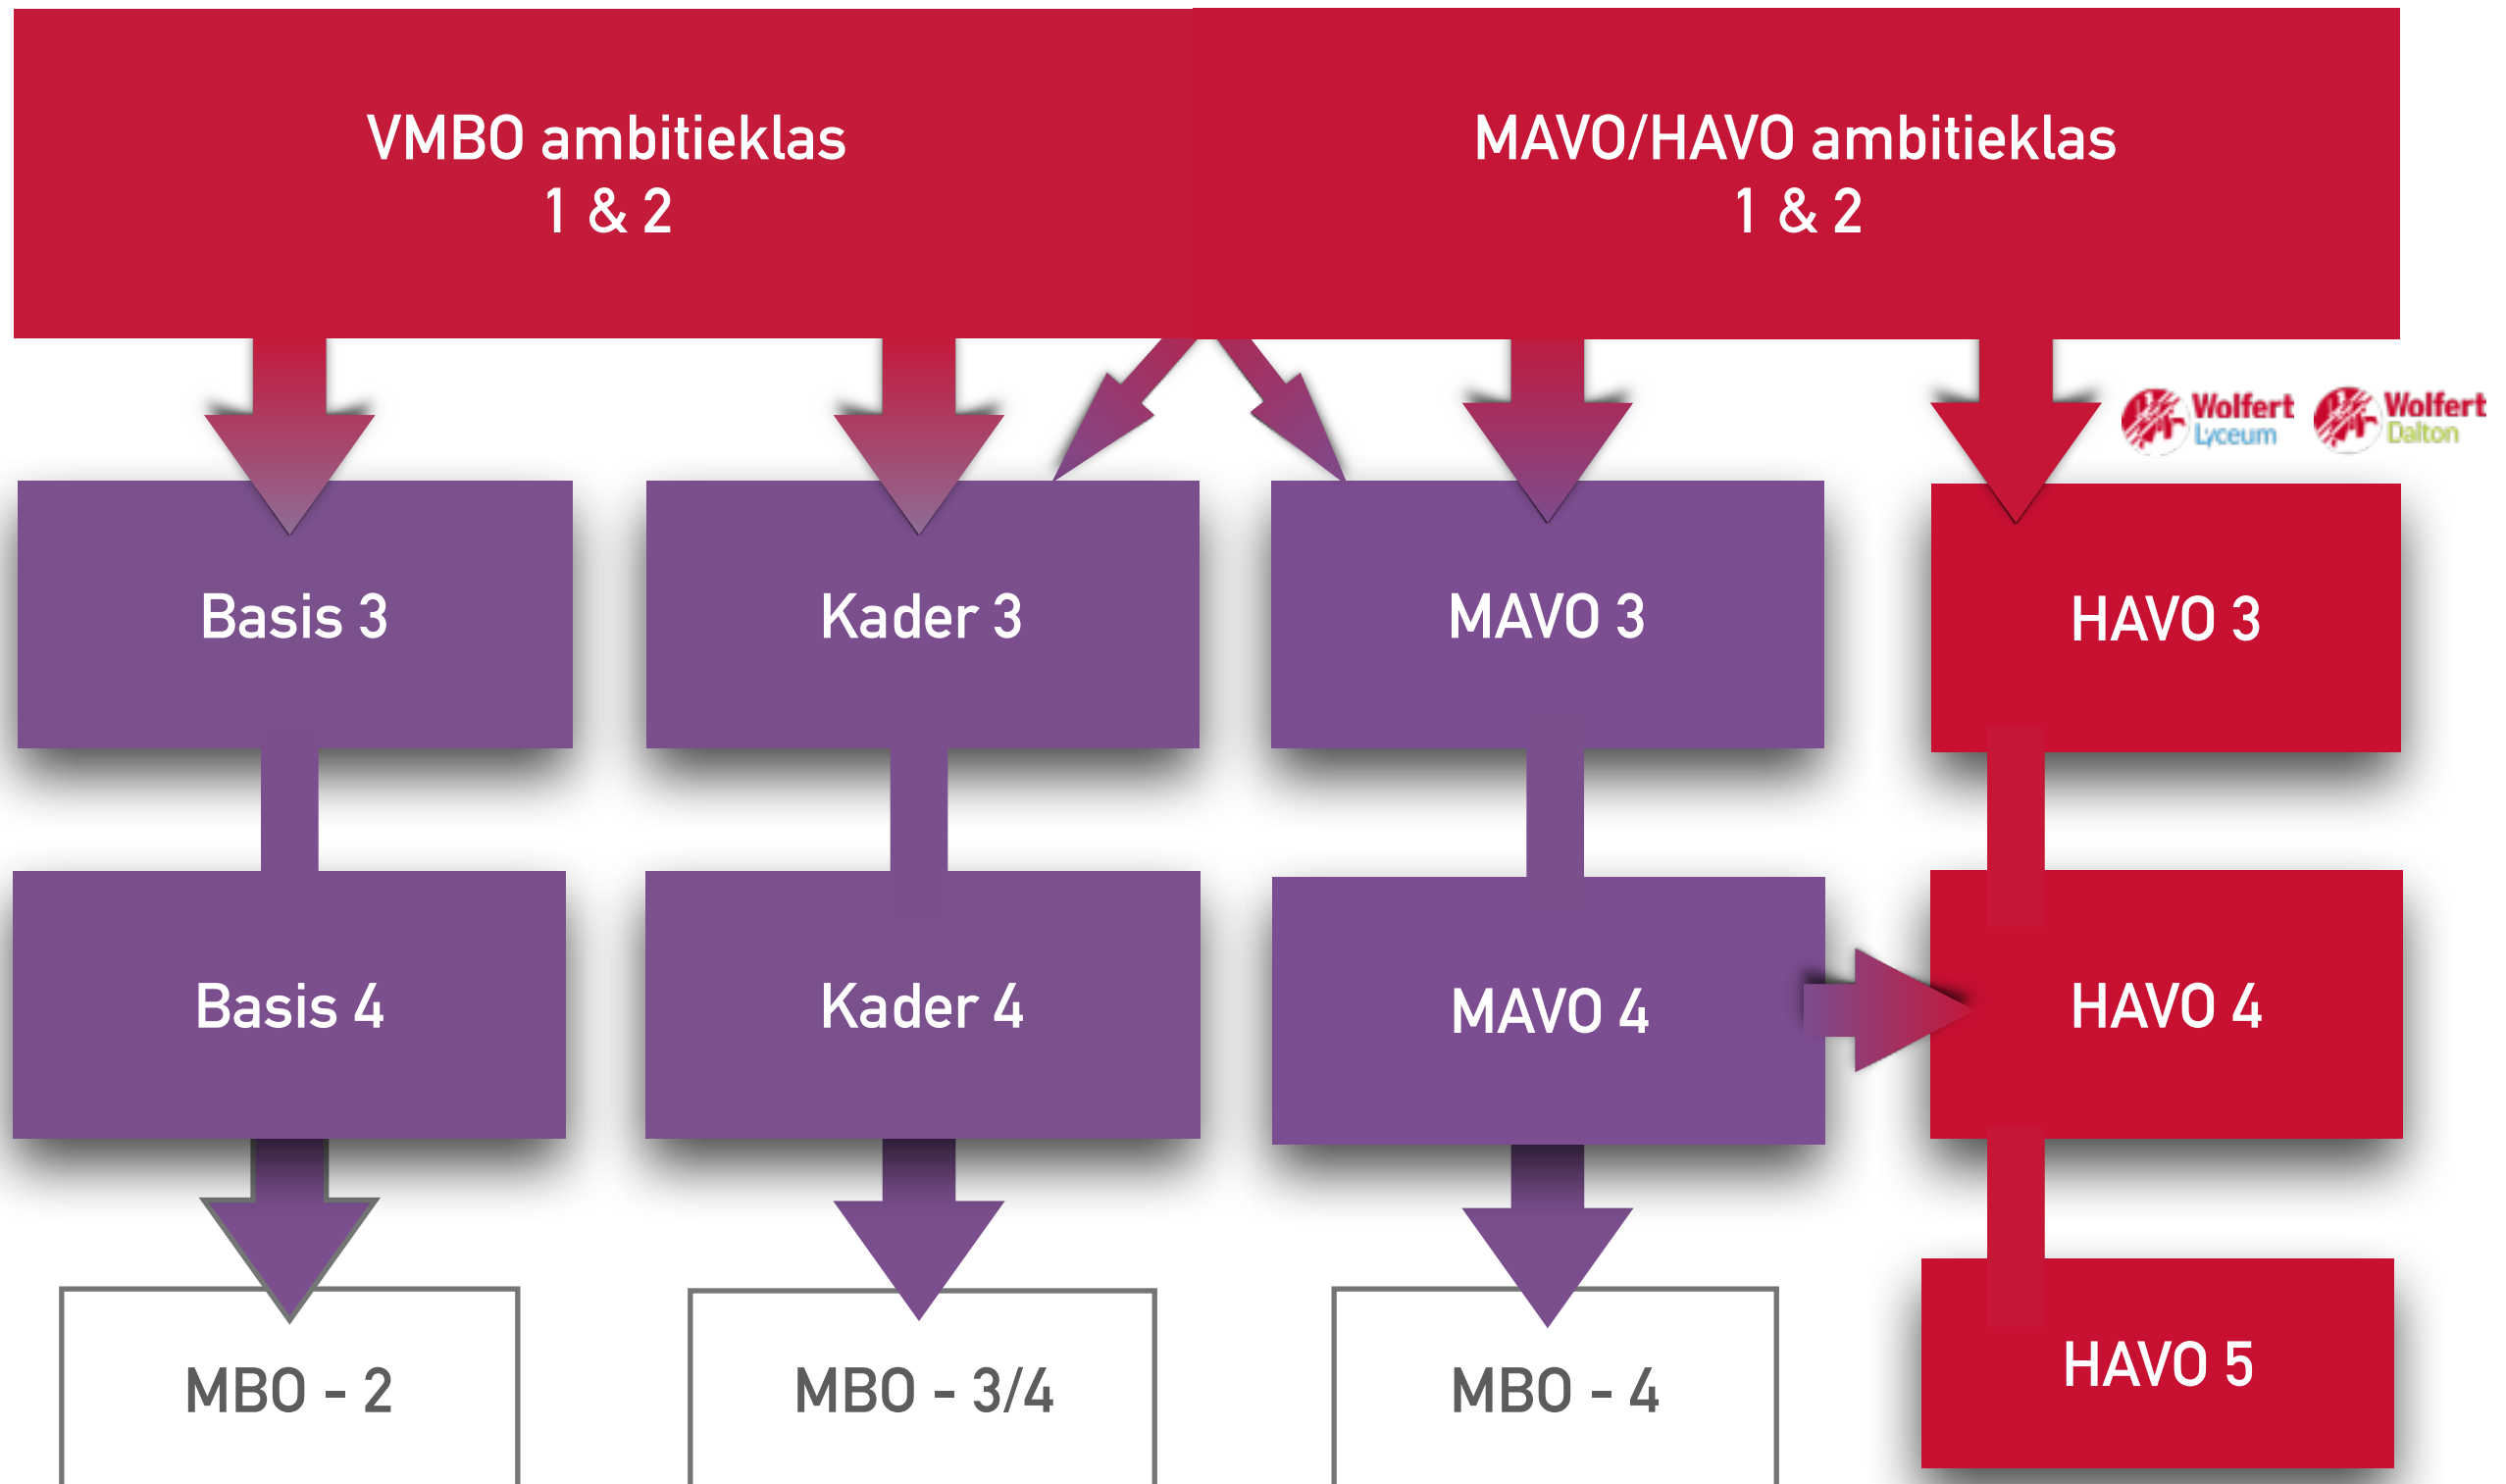 VMBO ambitieklas
1 & 2
MAVO/HAVO ambitieklas
1 & 2
Wolfert
Lyceum
Wolfert
Dalton
Basis 3
Kader 3
MAVO 3
HAVO 3
Basis 4
Kader 4
MAVO 4
HAVO 4
MBO - 2
MBO - 3/4
MBO - 4
HAVO 5